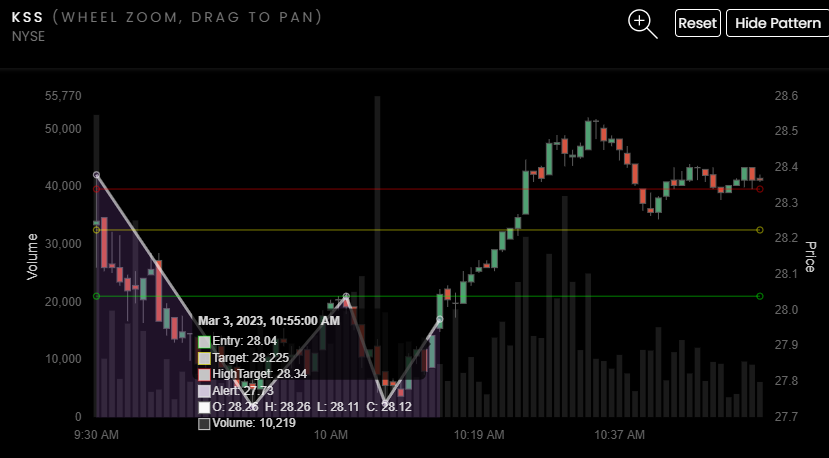 KSS (WHEEL ZOOM, DRAG TO PAN)
NYSE
Reset
Hide Pattern
55,770
50,000
40,000
30,000
20,000
10,000
0
Volume
28.6
28.5
28.4
28.3
28.2
28.1
28.0
27.9
27.8
27.7
Price
Mar 3, 2023, 10:55:00 AM
Entry: 28.04
Target: 28.225
HighTarget: 28.34
Alert: 27.73
O: 28.26 H: 28.26 L: 28.11 C: 28.12
Volume: 10,219
9:30 AM
10 AM
10:19 AM
10:37 AM